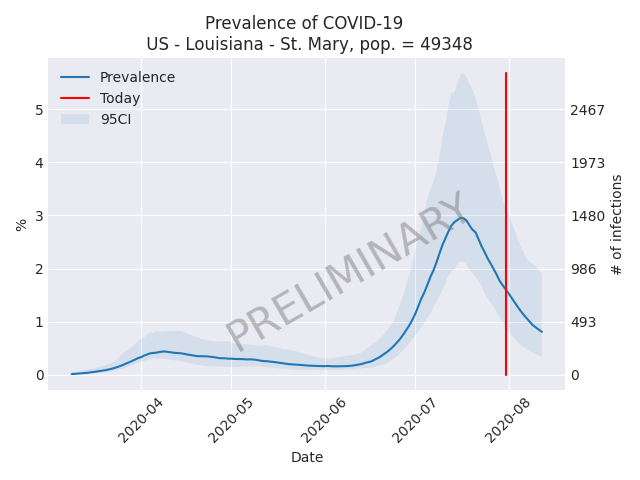 Prevalence of COVID-19
US - Louisiana - St. Mary, pop. = 49348
Prevalence
Today
95CI
PRELIMINARY
%
5
4
3
2
1
0
2467
1973
1480
986
493
0
# of infections
2020-04
2020-05
2020-06
2020-07
2020-08
Date